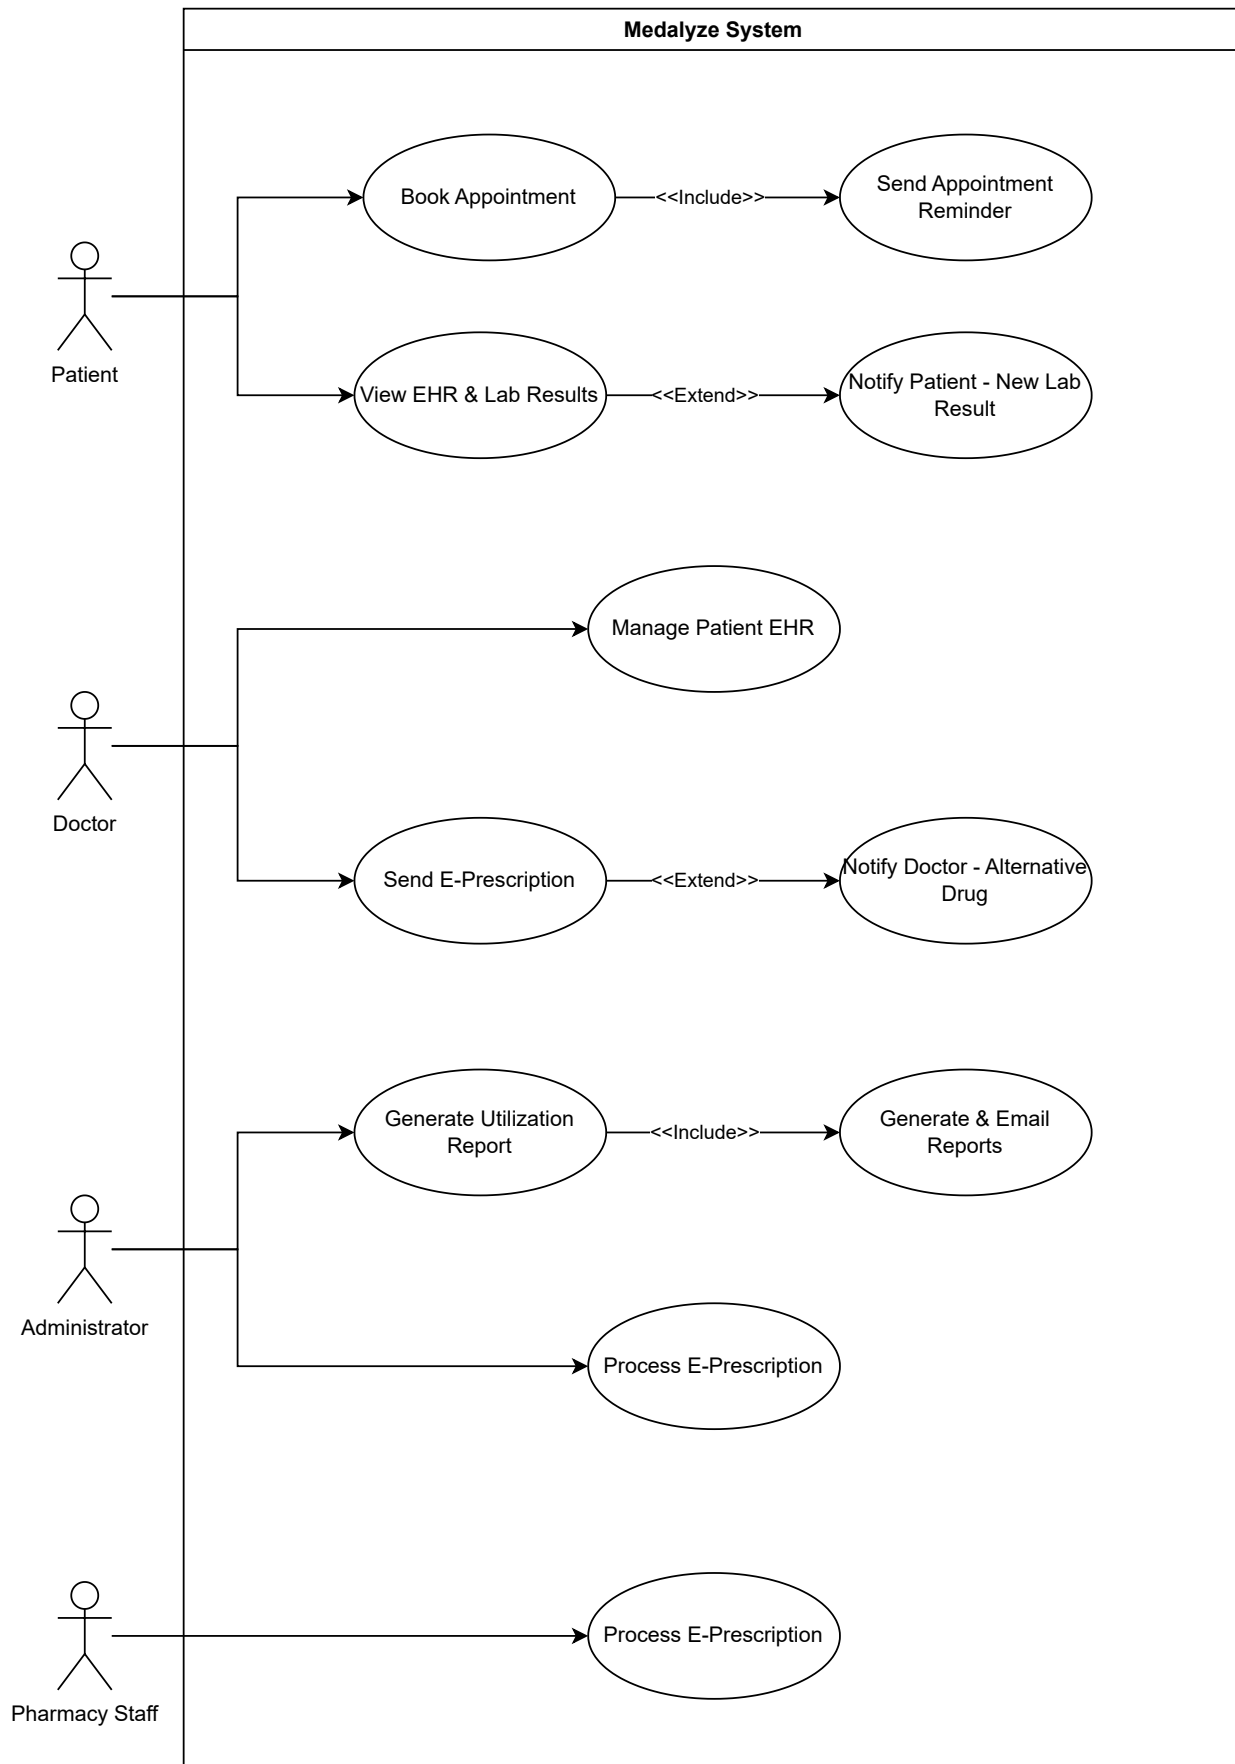 Medalyze System
Book Appointment
<<Include>>
Send Appointment
Reminder
Patient
View EHR & Lab Results
<<Extend>>
Notify Patient - New Lab
Result
Manage Patient EHR
Doctor
Send E-Prescription
<<Extend>>
Notify Doctor - Alternative
Drug
Generate Utilization
Report
<<Include>>
Generate & Email
Reports
Administrator
Process E-Prescription
Process E-Prescription
Pharmacy Staff